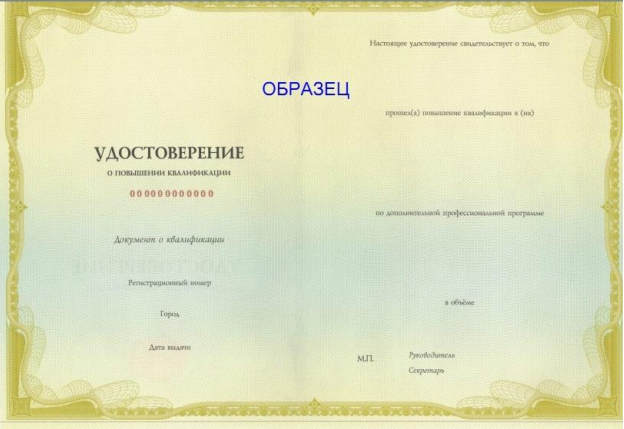 ОБРАЗЕЦ
УДОСТОВЕРЕНИЕ
О ПОВЫШЕНИИ КВАЛИФИКАЦИИ
000000000000
Документ о квалификации
Регистрационный номер
Город
Дата выдачи
Настоящее удостоверение свидетельствует о том, что
прошел(а) повышение квалификации в (на)
по дополнительной профессиональной программе
в объёме
М.П.
Руководитель
Секретарь